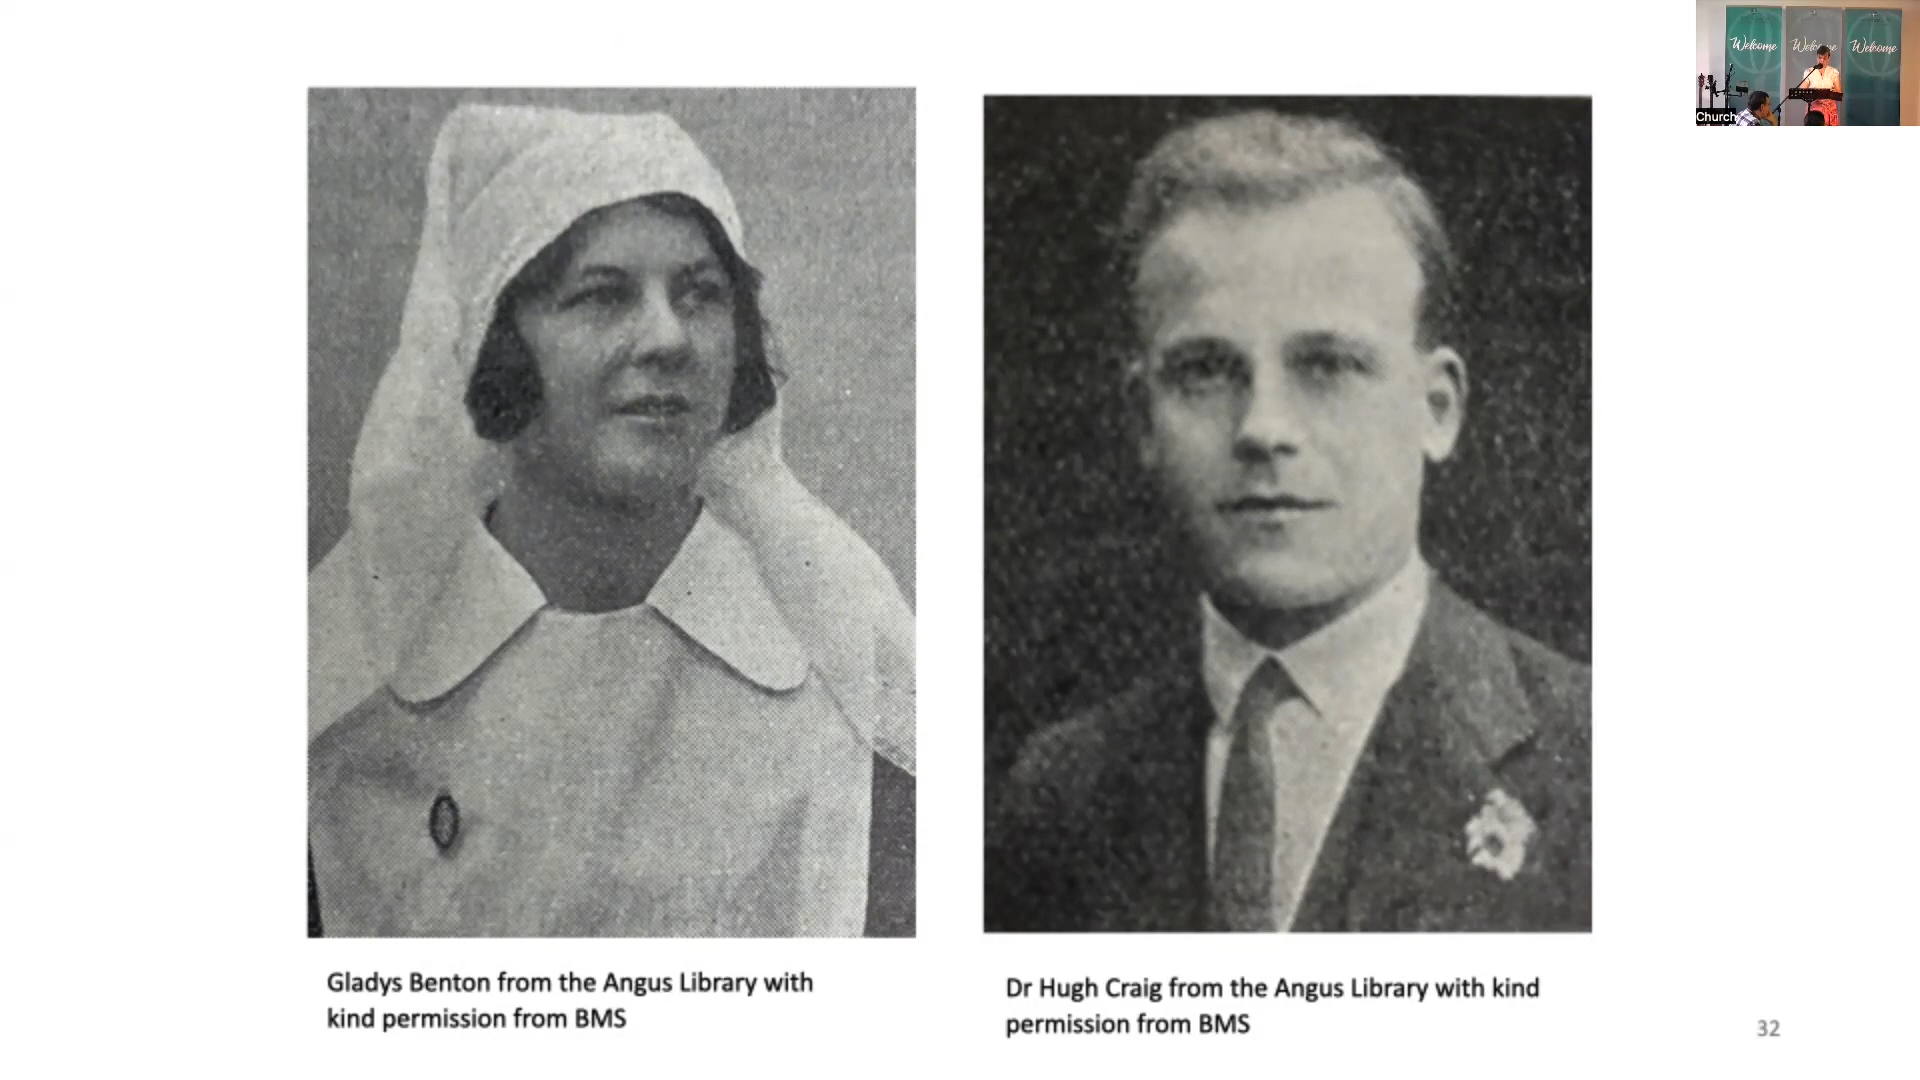 Welcome
Welcome
Welcome
Church
Gladys Benton from the Angus Library with
kind permission from BMS
Dr Hugh Craig from the Angus Library with kind
permission from BMS
32